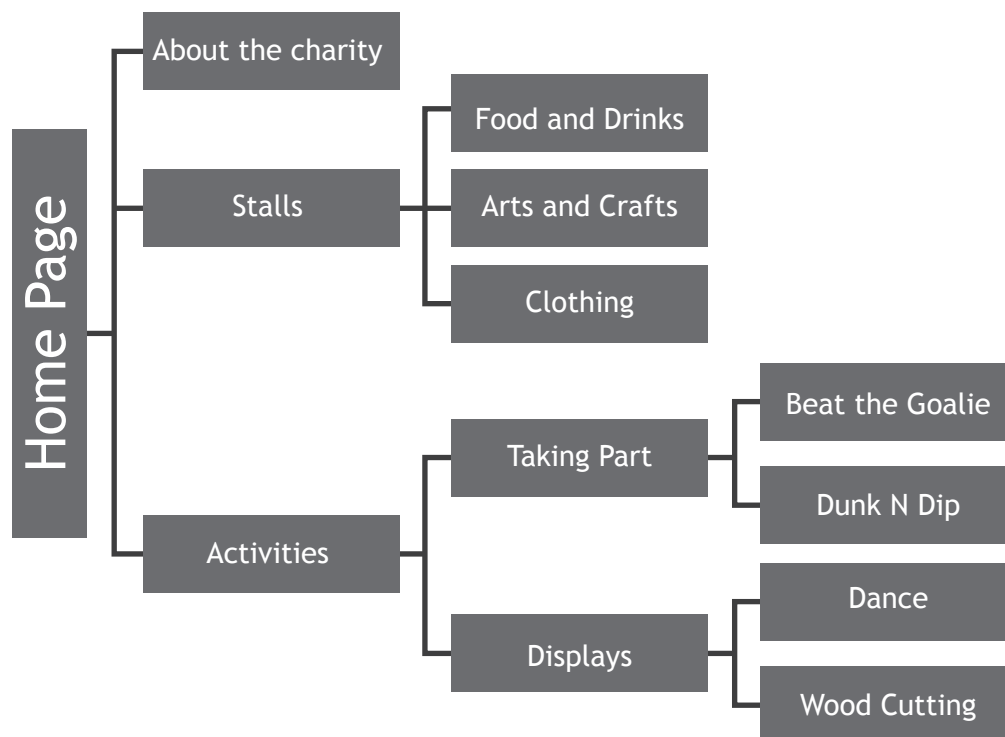 Home Page
About the charity
Stalls
Food and Drinks
Arts and Crafts
Clothing
Activities
Taking Part
Beat the Goalie
Dunk N Dip
Displays
Dance
Wood Cutting